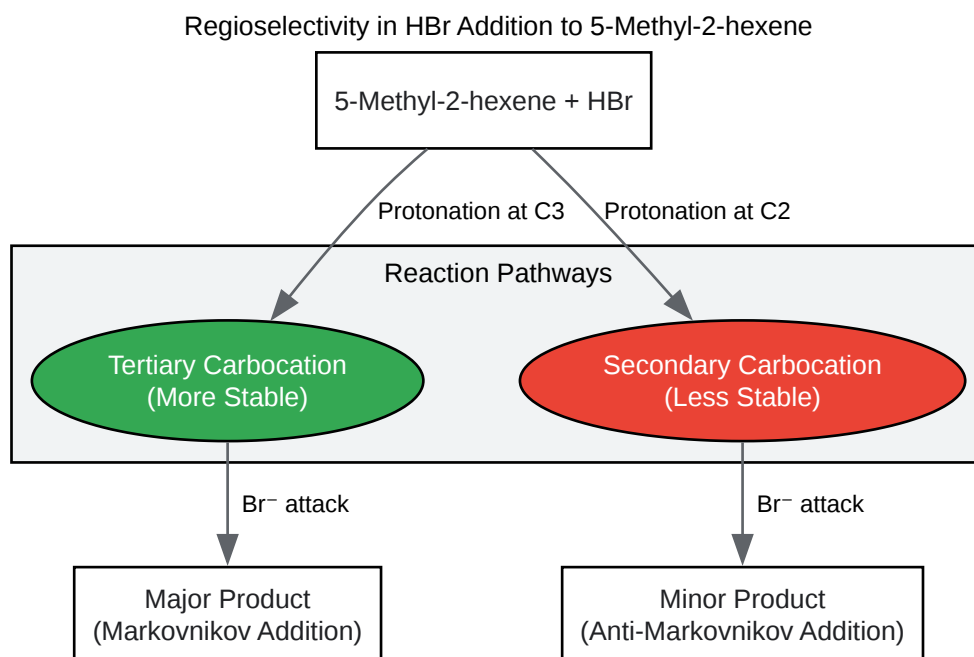 Regioselectivity in HBr Addition to 5-Methyl-2-hexene
5-Methyl-2-hexene + HBr
Protonation at C3
Protonation at C2
Reaction Pathways
Tertiary Carbocation
(More Stable)
Secondary Carbocation
(Less Stable)
Br⁻ attack
Br⁻ attack
Major Product
(Markovnikov Addition)
Minor Product
(Anti-Markovnikov Addition)